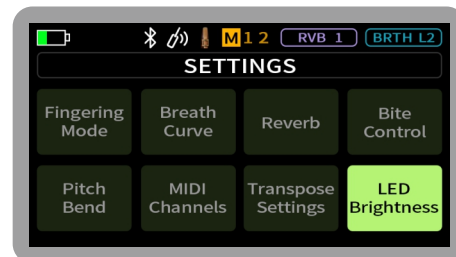 M 1 2 RVB 1 BRTH L2
SETTINGS
Fingering
Mode
Breath
Curve
Reverb
Bite
Control
Pitch
Bend
MIDI
Channels
Transpose
Settings
LED
Brightness